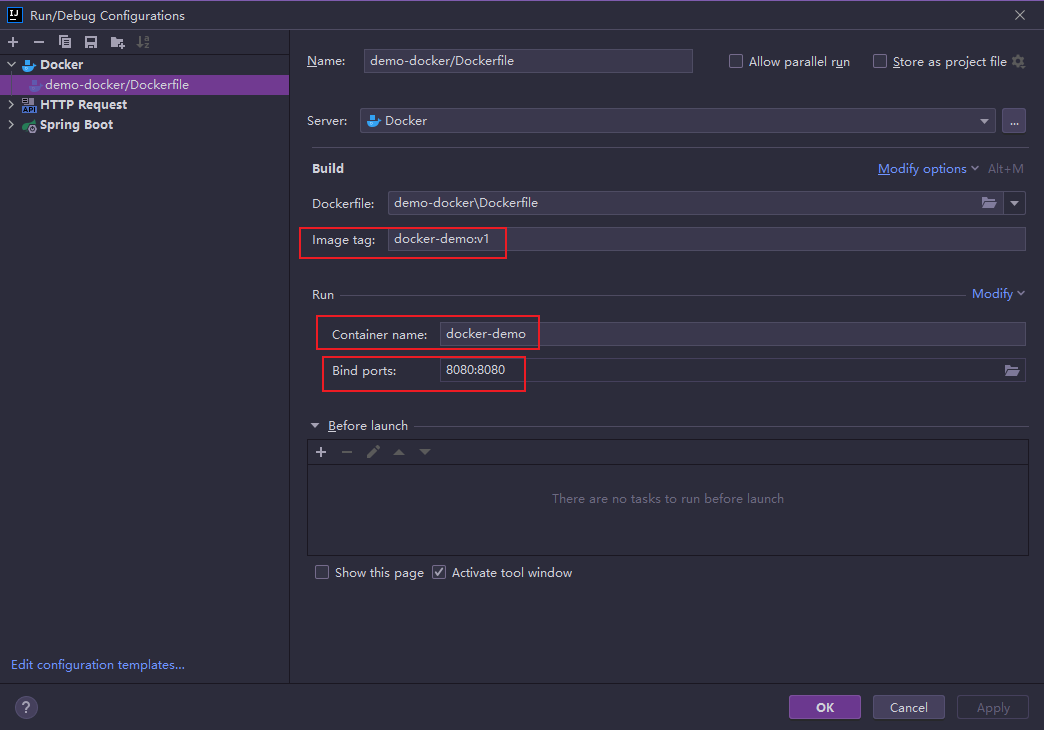 Run/Debug Configurations
Docker
demo-docker/Dockerfile
HTTP Request
Spring Boot
Edit configuration templates...
Name: demo-docker/Dockerfile Allow parallel run Store as project file
Server: Docker ...
Build Modify options Alt+M
Dockerfile: demo-docker\Dockerfile
Image tag: docker-demo:v1
Run Modify
Container name: docker-demo
Bind ports: 8080:8080
Before launch
There are no tasks to run before launch
Show this page Activate tool window
? OK Cancel Apply